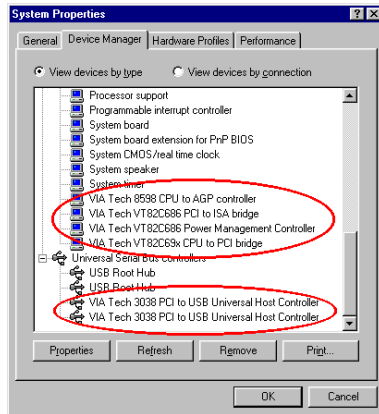 System Properties
General Device Manager Hardware Profiles Performance
View devices by type View devices by connection
Processor support
Programmable interrupt controller
System board
System board extension for PnP BIOS
System CMOS/real time clock
System speaker
System timer
VIA Tech 8598 CPU to AGP controller
VIA Tech VT82C686 PCI to ISA bridge
VIA Tech VT82C686 Power Management Controller
VIA Tech VT82C69x CPU to PCI bridge
Universal Serial Bus controllers
USB Root Hub
USB Root Hub
VIA Tech 3038 PCI to USB Universal Host Controller
VIA Tech 3038 PCI to USB Universal Host Controller
Properties Refresh Remove Print...
OK Cancel